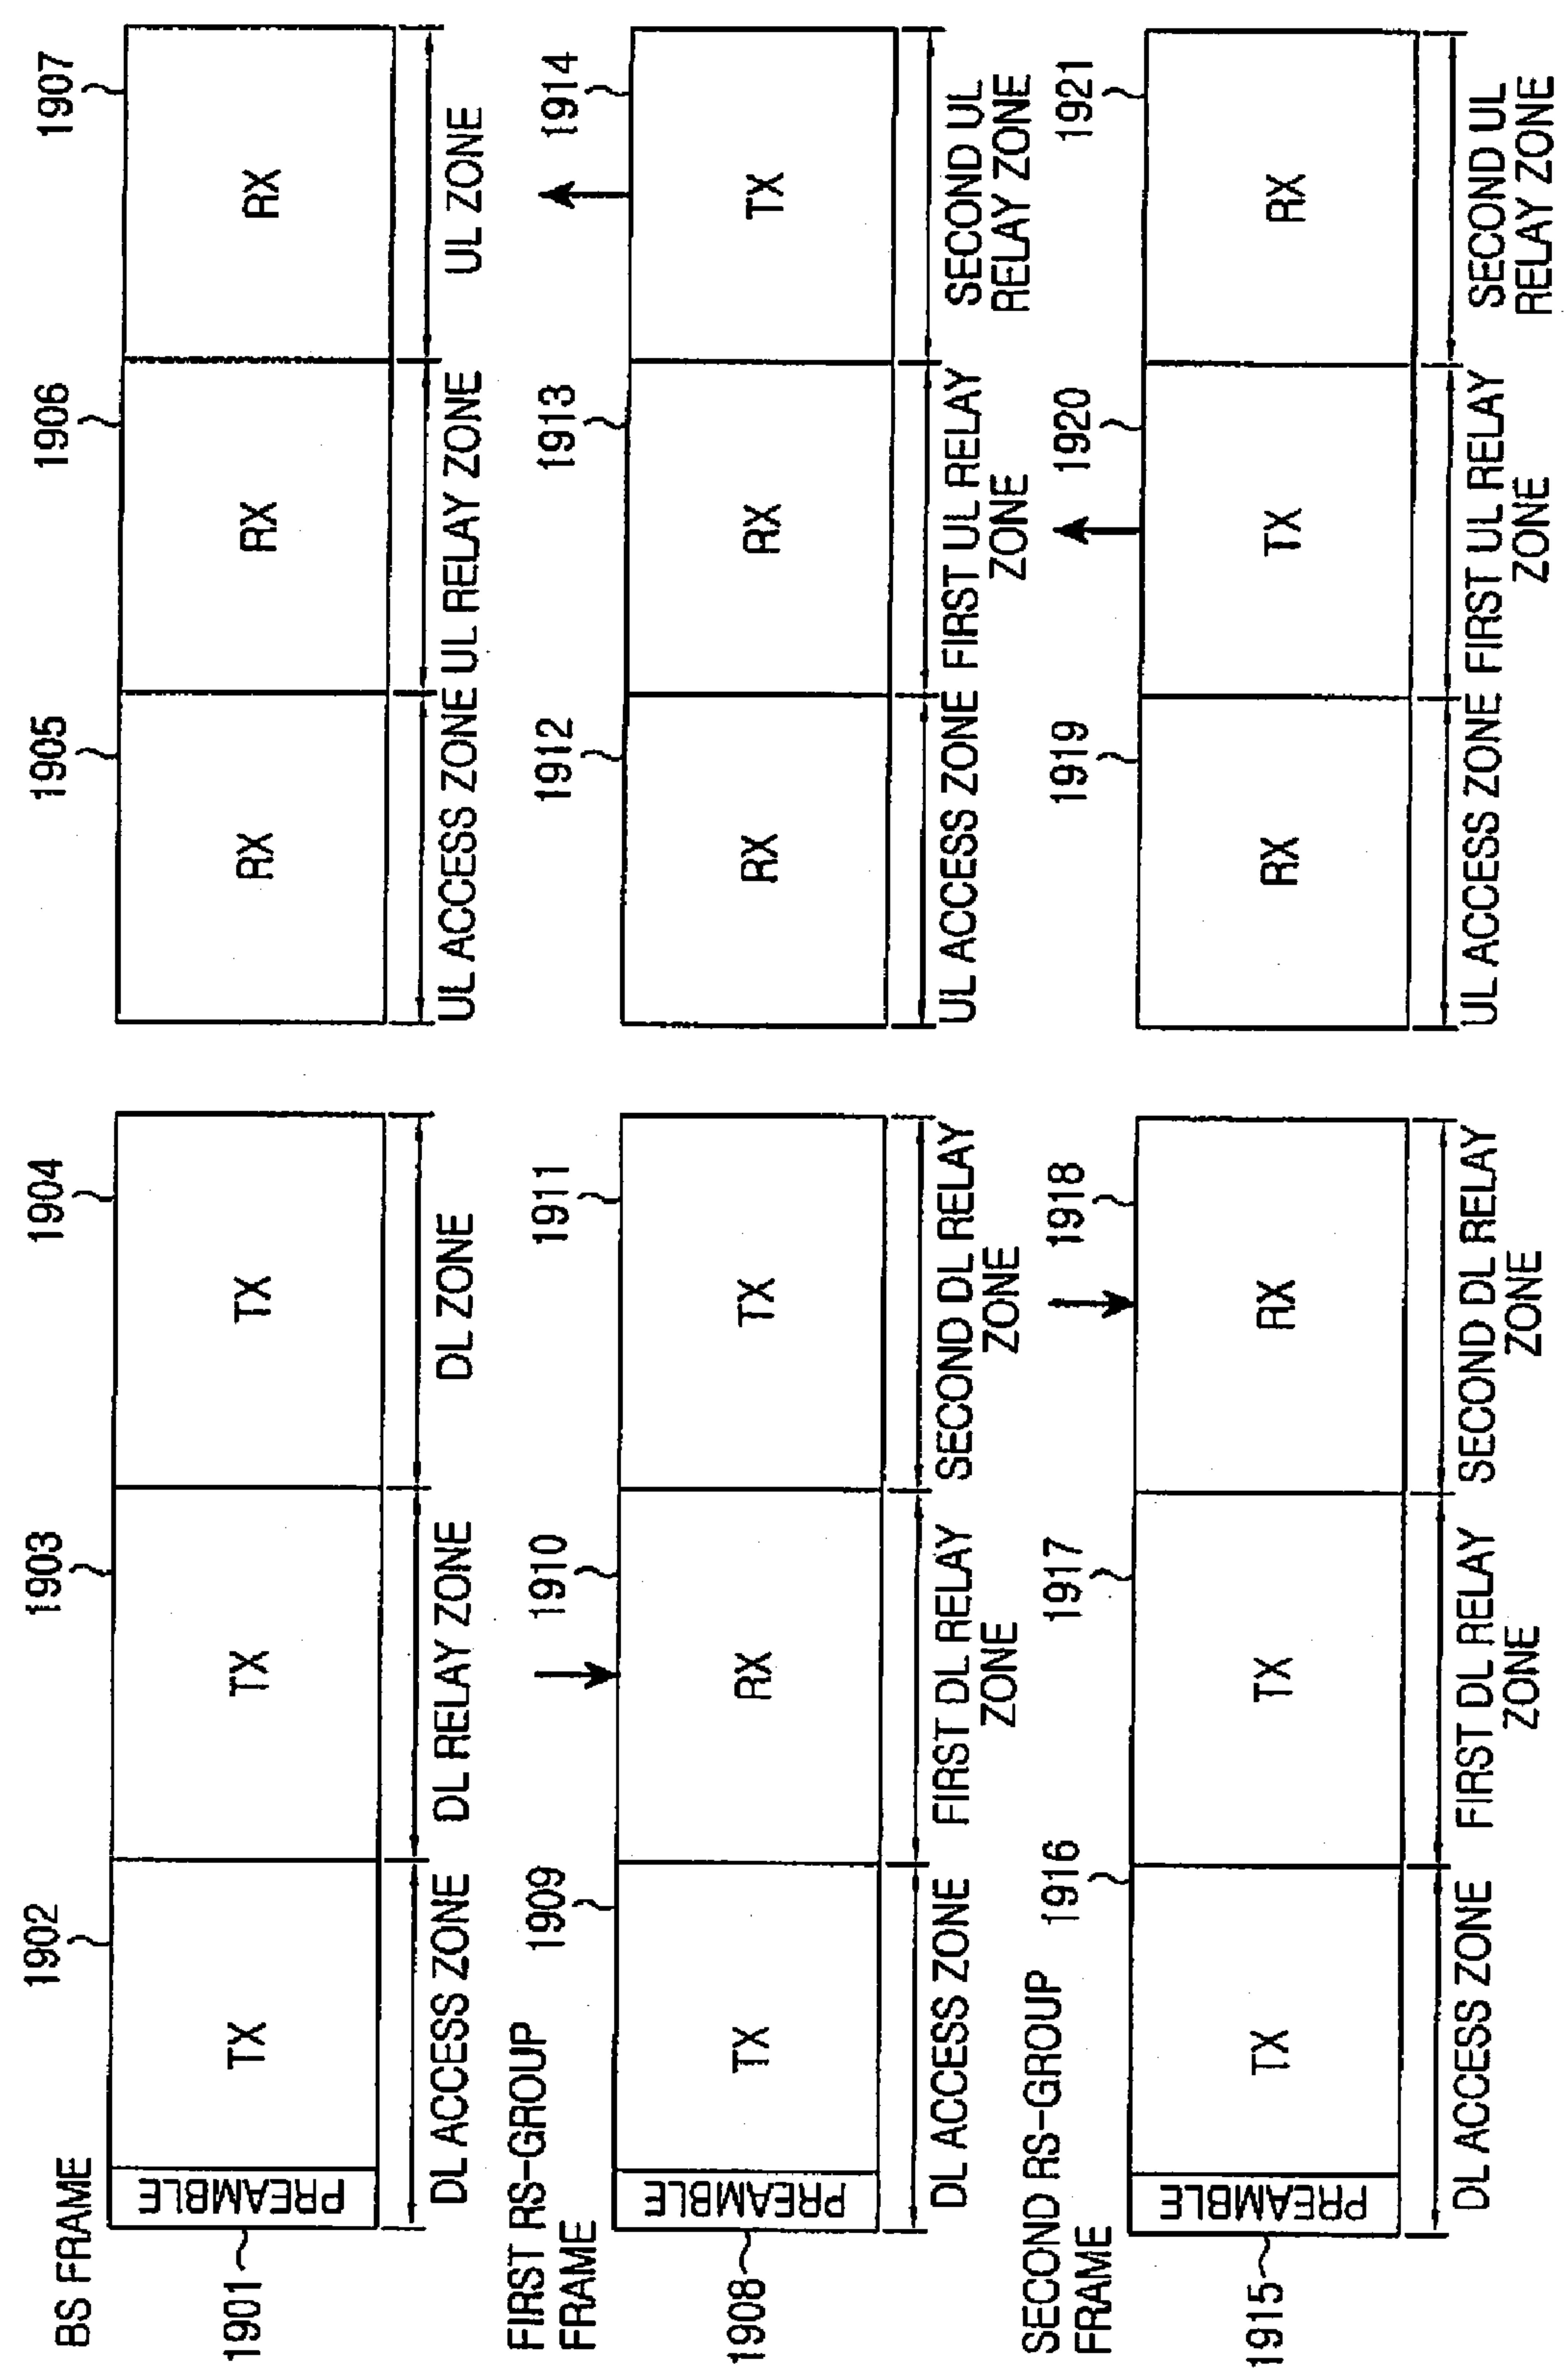 BS FRAME
1902
1903
1904
1905
1906
1907
1901
PREAMBLE
TX
TX
TX
RX
RX
RX
DL ACCESS ZONE
DL RELAY ZONE
DL ZONE
UL ACCESS ZONE
UL RELAY ZONE
UL ZONE
FIRST RS-GROUP
FRAME
1909
1910
1911
1912
1913
1914
1908
PREAMBLE
TX
RX
TX
RX
RX
TX
DL ACCESS ZONE
FIRST DL RELAY
ZONE
SECOND DL RELAY
ZONE
UL ACCESS ZONE
FIRST UL RELAY
ZONE
SECOND UL
RELAY ZONE
SECOND RS-GROUP
FRAME
1916
1917
1918
1919
1920
1921
1915
PREAMBLE
TX
TX
RX
RX
TX
RX
DL ACCESS ZONE
FIRST DL RELAY
ZONE
SECOND DL RELAY
ZONE
UL ACCESS ZONE
FIRST UL RELAY
ZONE
SECOND UL
RELAY ZONE